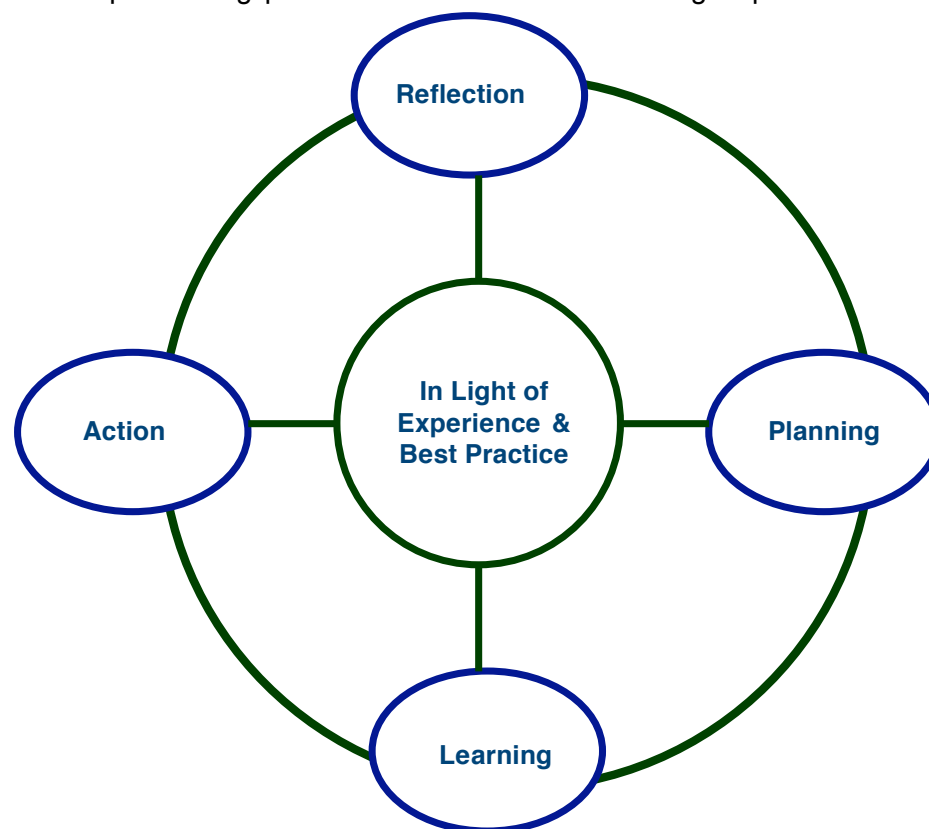 Reflection
Action
In Light of
Experience &
Best Practice
Planning
Learning